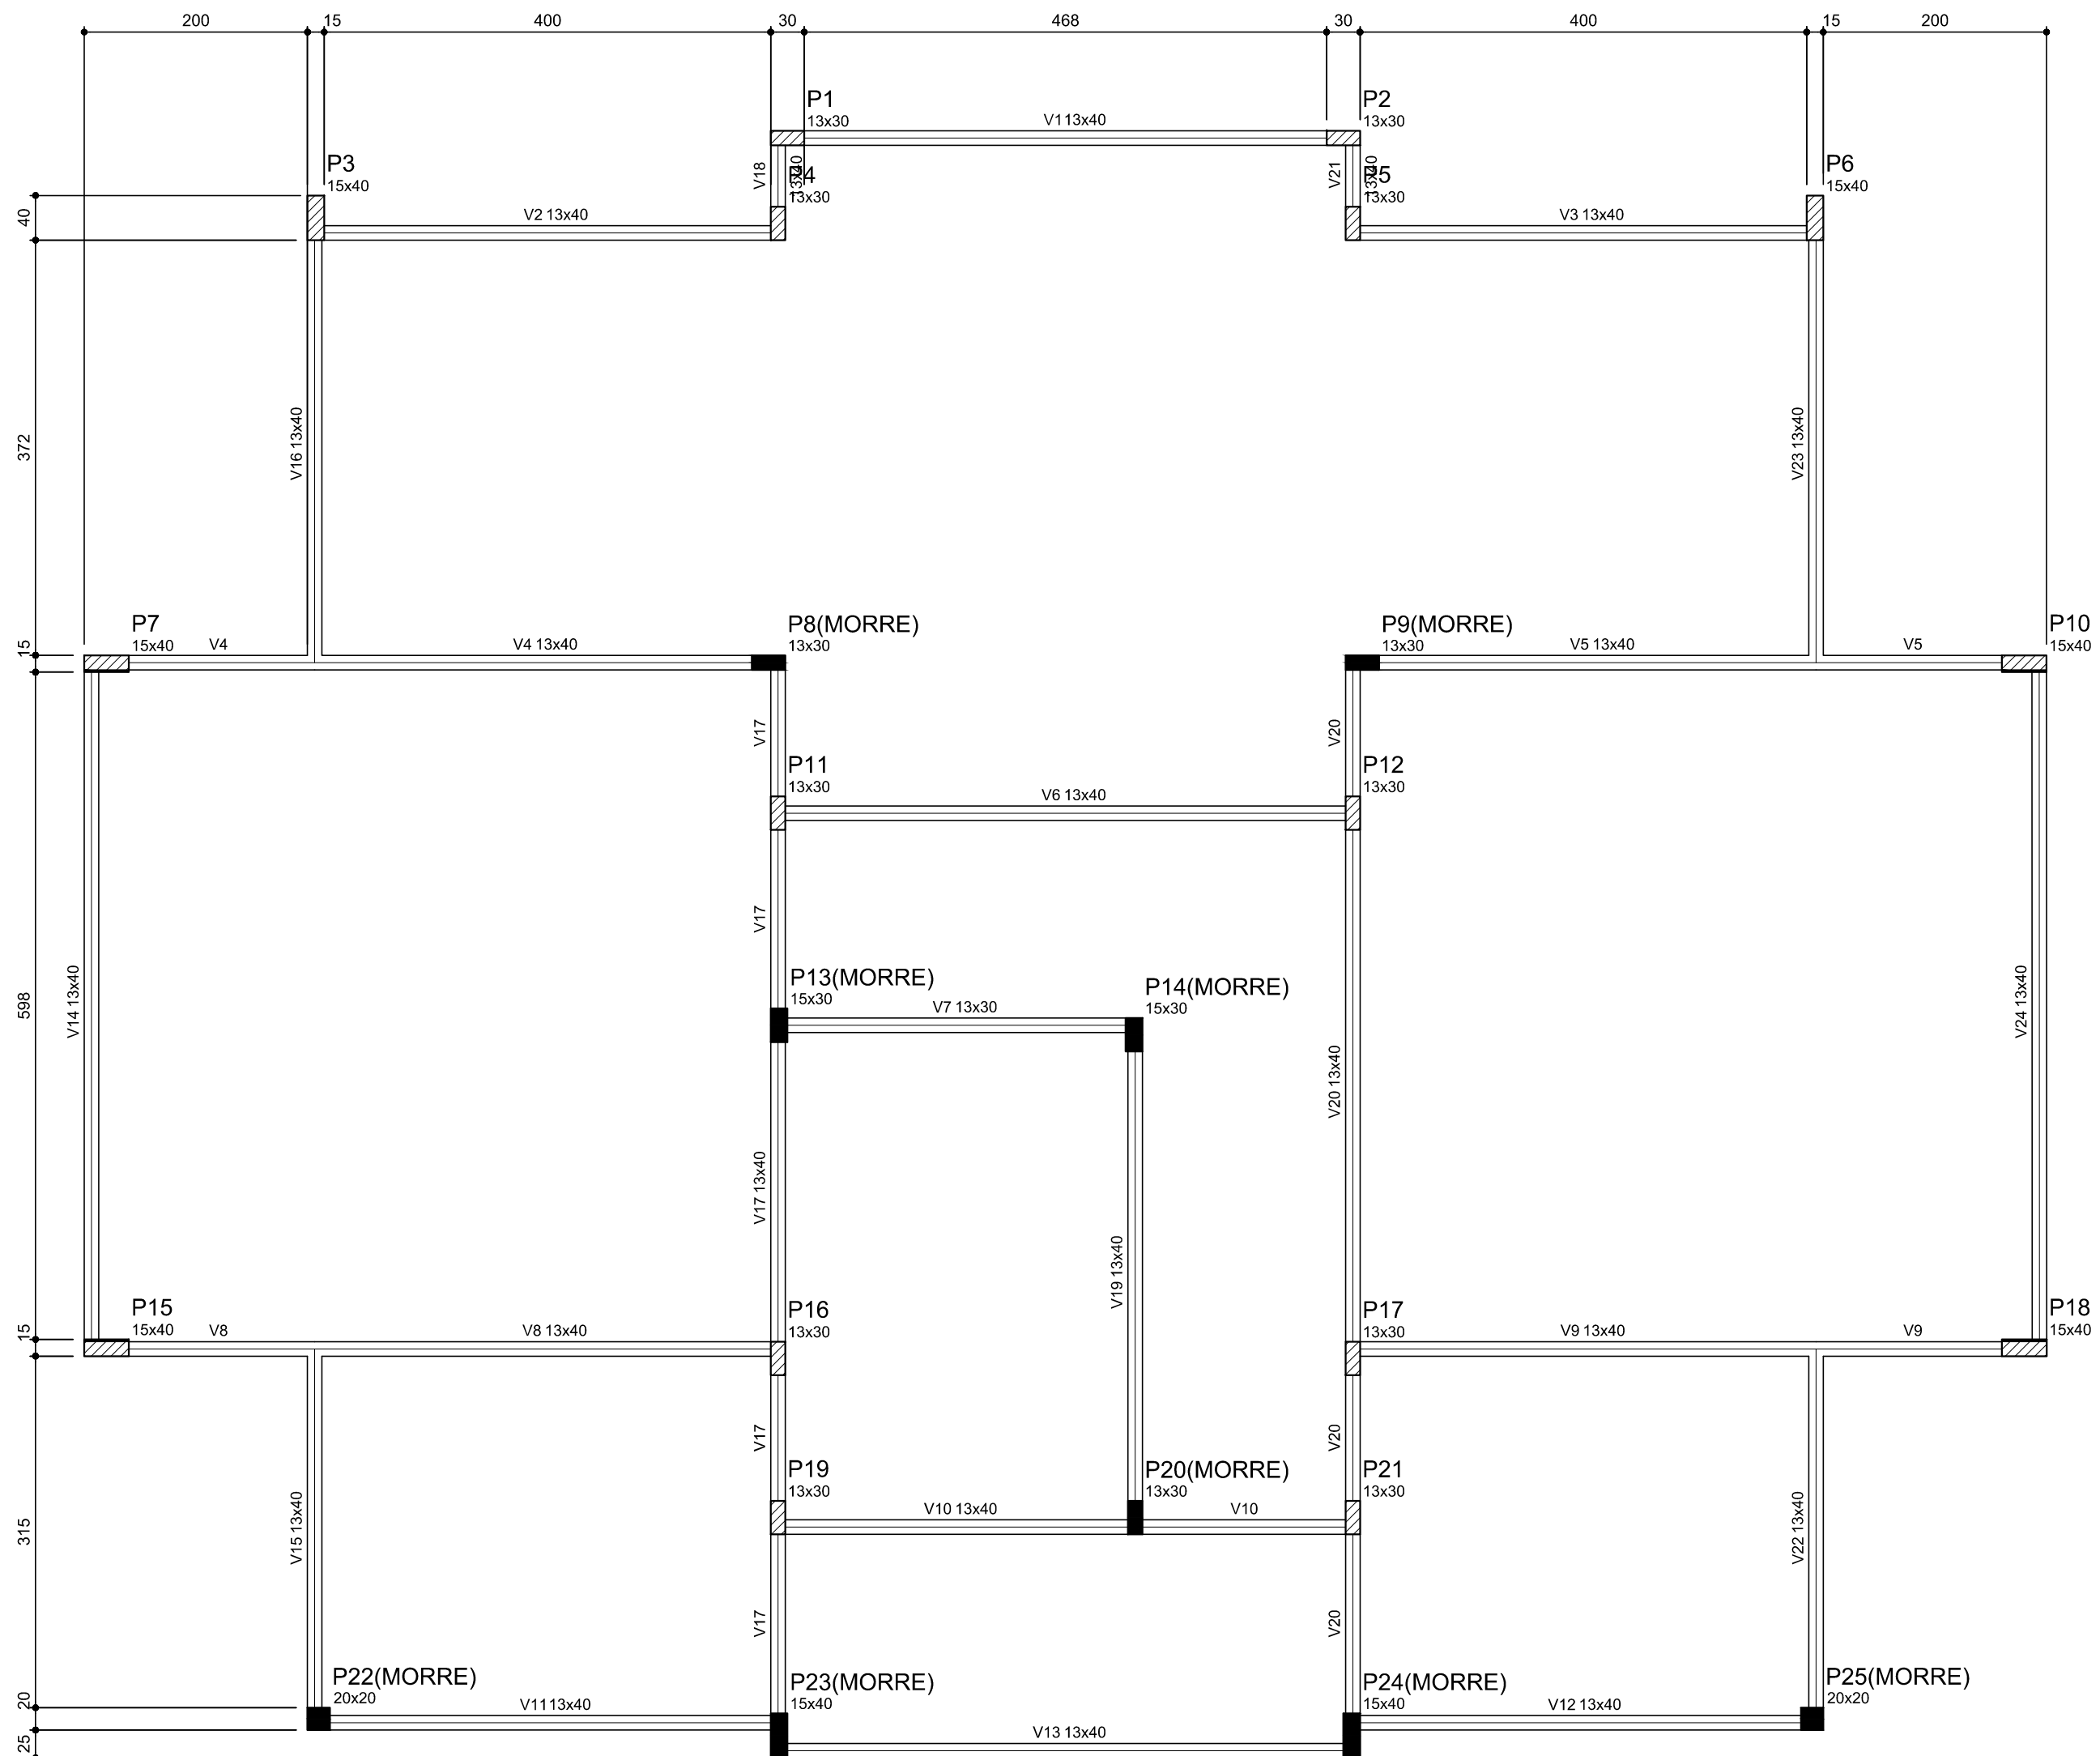 200
15
400
30
468
30
400
15
200
P1
13x30
V1 13x40
P2
13x30
P3
15x40
V18
13x40
P4
13x30
V21
13x40
P5
13x30
P6
15x40
40
V2 13x40
V3 13x40
372
V16 13x40
V23 13x40
P7
15x40
V4
V4 13x40
P8(MORRE)
13x30
P9(MORRE)
13x30
V5 13x40
V5
P10
15x40
15
V17
V20
P11
13x30
V6 13x40
P12
13x30
V17
598
V14 13x40
P13(MORRE)
15x30
V7 13x30
P14(MORRE)
15x30
V24 13x40
V20 13x40
V17 13x40
V19 13x40
P15
15x40
V8
V8 13x40
P16
13x30
P17
13x30
V9 13x40
V9
P18
15x40
15
V17
V20
P19
13x30
V10 13x40
P20(MORRE)
13x30
V10
P21
13x30
315
V15 13x40
V22 13x40
V17
V20
P22(MORRE)
20x20
V11 13x40
P23(MORRE)
15x40
V13 13x40
P24(MORRE)
15x40
V12 13x40
P25(MORRE)
20x20
20
25